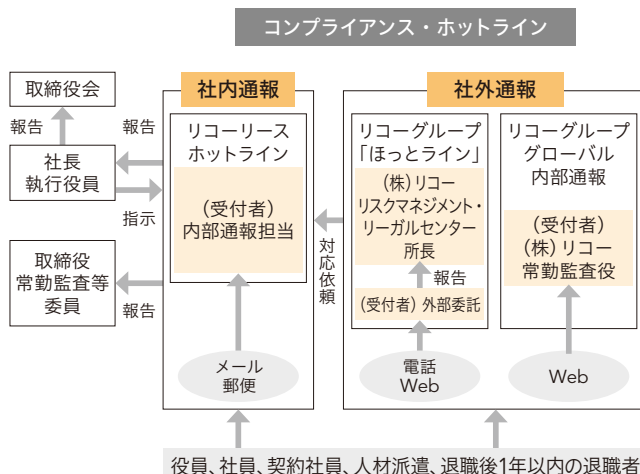 コンプライアンス・ホットライン
取締役会
報告
社長
執行役員
報告
指示
取締役
常勤監査等
委員
報告
社内通報
リコーリース
ホットライン
(受付者)
内部通報担当
メール
郵便
対応依頼
社外通報
リコーグループ
「ほっとライン」
(株)リコー
リスクマネジメント・
リーガルセンター
所長
報告
(受付者)外部委託
電話
Web
リコーグループ
グローバル
内部通報
(受付者)
(株)リコー
常勤監査役
Web
役員、社員、契約社員、人材派遣、退職後1年以内の退職者